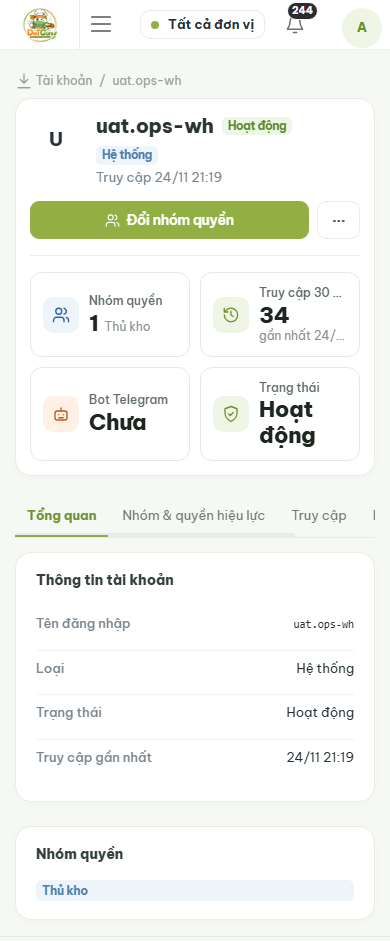 Tất cả đơn vị
244
A
Tài khoản / uat.ops-wh
U
uat.ops-wh
Hoạt động
Hệ thống
Truy cập 24/11 21:19
Đổi nhóm quyền
...
Nhóm quyền
1 Thủ kho
Truy cập 30 ...
34
gần nhất 24/...
Bot Telegram
Chưa
Trạng thái
Hoạt
động
Tổng quan
Nhóm & quyền hiệu lực
Truy cập
Thông tin tài khoản
Tên đăng nhập
uat.ops-wh
Loại
Hệ thống
Trạng thái
Hoạt động
Truy cập gần nhất
24/11 21:19
Nhóm quyền
Thủ kho